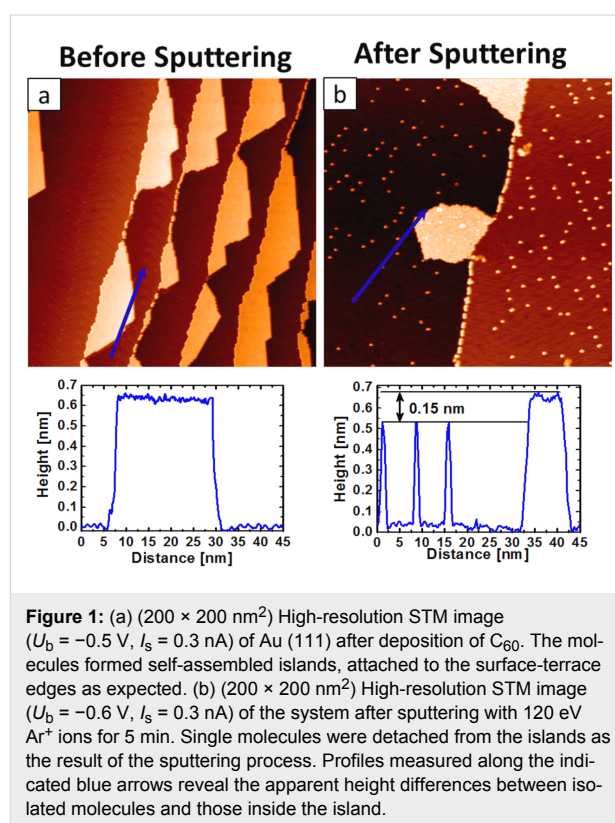 Before Sputtering After Sputtering
a b
0.7 0.7
0.6 0.6
0.5 0.15 nm 0.5
0.4 0.4
0.3 0.3
0.2 0.2
0.1 0.1
0.0 0.0
Height [nm] Height [nm]
0 5 10 15 20 25 30 35 40 45 0 5 10 15 20 25 30 35 40 45
Distance [nm] Distance [nm]
Figure 1: (a) (200 × 200 nm²) High-resolution STM image
(U_b = −0.5 V, I_s = 0.3 nA) of Au (111) after deposition of C₆₀. The mol-
ecules formed self-assembled islands, attached to the surface-terrace
edges as expected. (b) (200 × 200 nm²) High-resolution STM image
(U_b = −0.6 V, I_s = 0.3 nA) of the system after sputtering with 120 eV
Ar⁺ ions for 5 min. Single molecules were detached from the islands as
the result of the sputtering process. Profiles measured along the indi-
cated blue arrows reveal the apparent height differences between iso-
lated molecules and those inside the island.